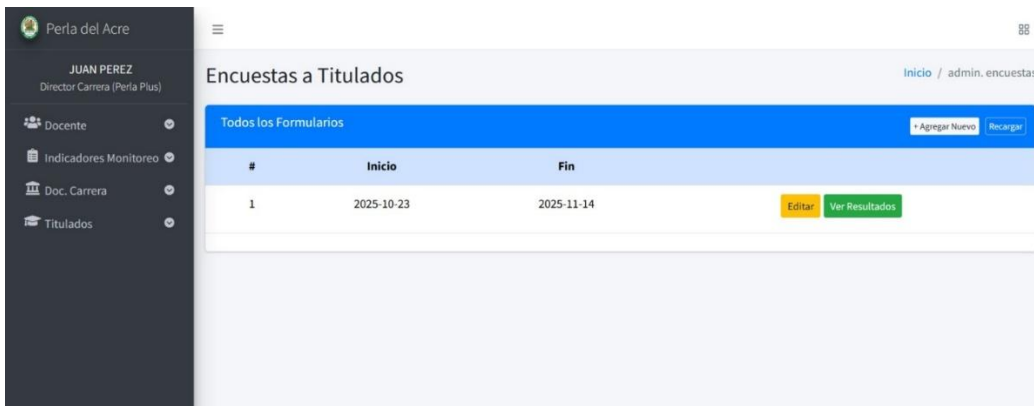 Perla del Acre
JUAN PEREZ
Director Carrera (Perla Plus)
Docente
Indicadores Monitoreo
Doc. Carrera
Titulados
Encuestas a Titulados
Inicio / admin. encuestas
Todos los Formularios
+ Agregar Nuevo Recargar
# Inicio Fin
1 2025-10-23 2025-11-14 Editar Ver Resultados